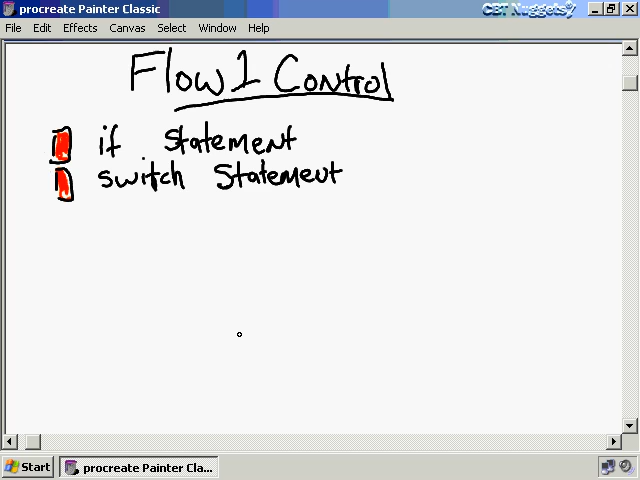 procreate Painter Classic
CBT Nuggets
File Edit Effects Canvas Select Window Help
Flow1 Control
if Statement
switch Statement
Start procreate Painter Cla...